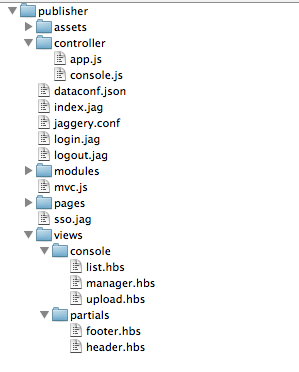 publisher
assets
controller
app.js
console.js
dataconf.json
index.jag
jaggery.conf
login.jag
logout.jag
modules
mvc.js
pages
sso.jag
views
console
list.hbs
manager.hbs
upload.hbs
partials
footer.hbs
header.hbs